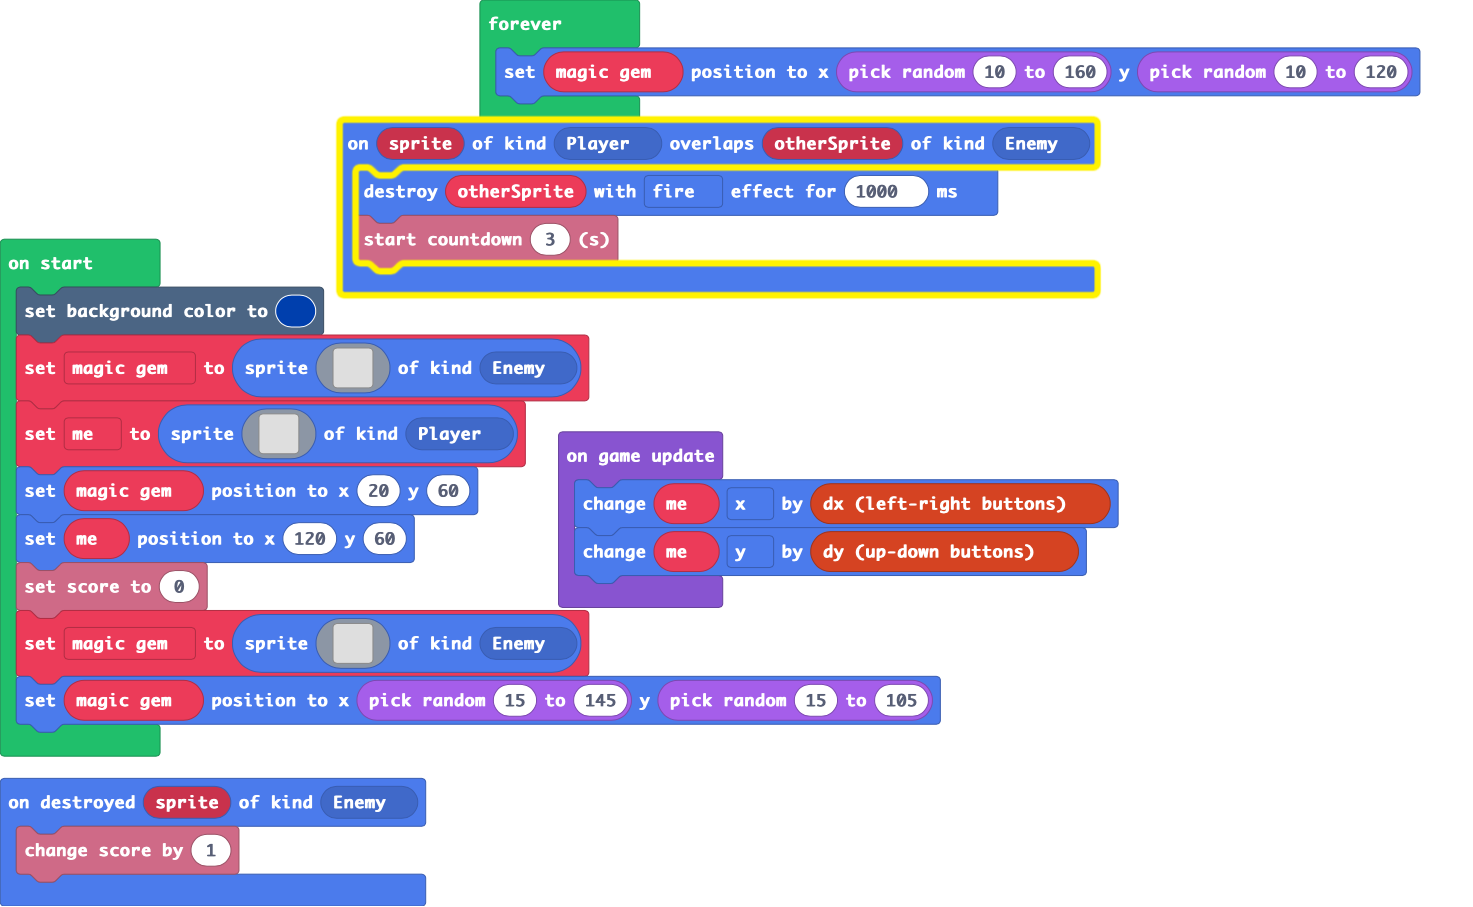 forever
set magic gem position to x pick random 10 to 160 y pick random 10 to 120
on sprite of kind Player overlaps otherSprite of kind Enemy
destroy otherSprite with fire effect for 1000 ms
start countdown 3 (s)
on start
set background color to
set magic gem to sprite of kind Enemy
set me to sprite of kind Player
set magic gem position to x 20 y 60
set me position to x 120 y 60
set score to 0
set magic gem to sprite of kind Enemy
set magic gem position to x pick random 15 to 145 y pick random 15 to 105
on game update
change me x by dx (left-right buttons)
change me y by dy (up-down buttons)
on destroyed sprite of kind Enemy
change score by 1